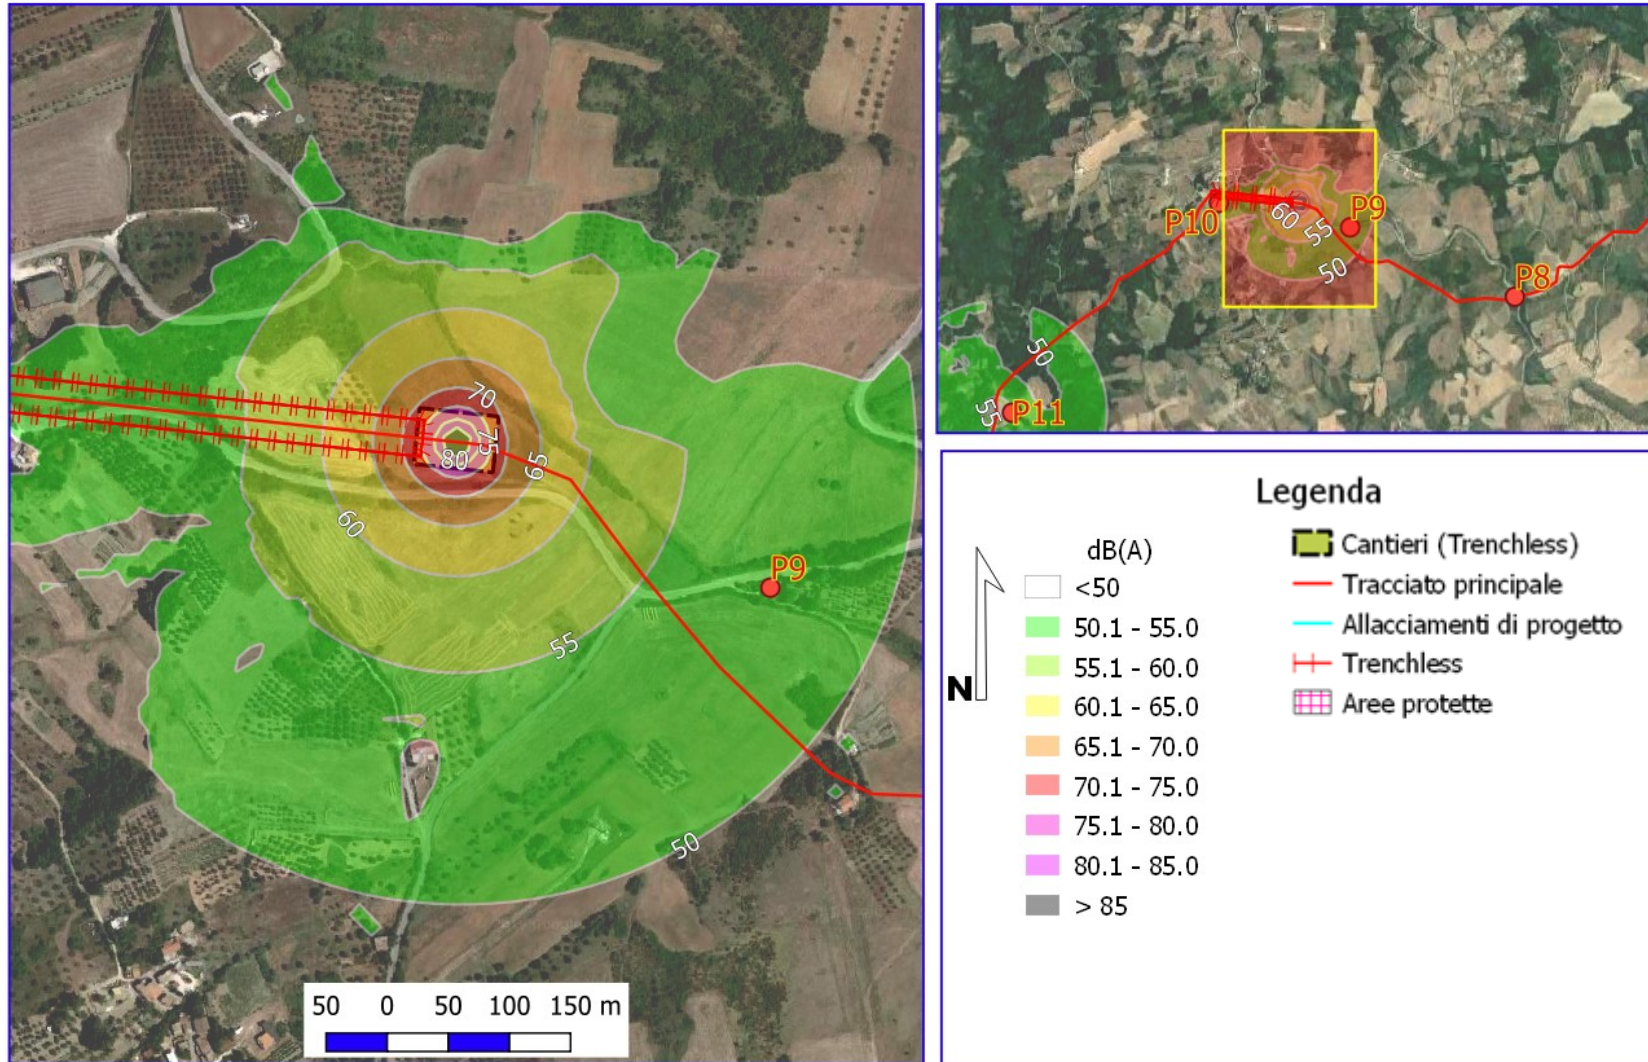 70
75
80
65
60
55
50
P9
50 0 50 100 150 m
P10
60
55
P9
50
P8
50
55
P11
Legenda
N
dB(A)
<50
50.1 - 55.0
55.1 - 60.0
60.1 - 65.0
65.1 - 70.0
70.1 - 75.0
75.1 - 80.0
80.1 - 85.0
> 85
Cantieri (Trenchless)
Tracciato principale
Allacciamenti di progetto
Trenchless
Aree protette